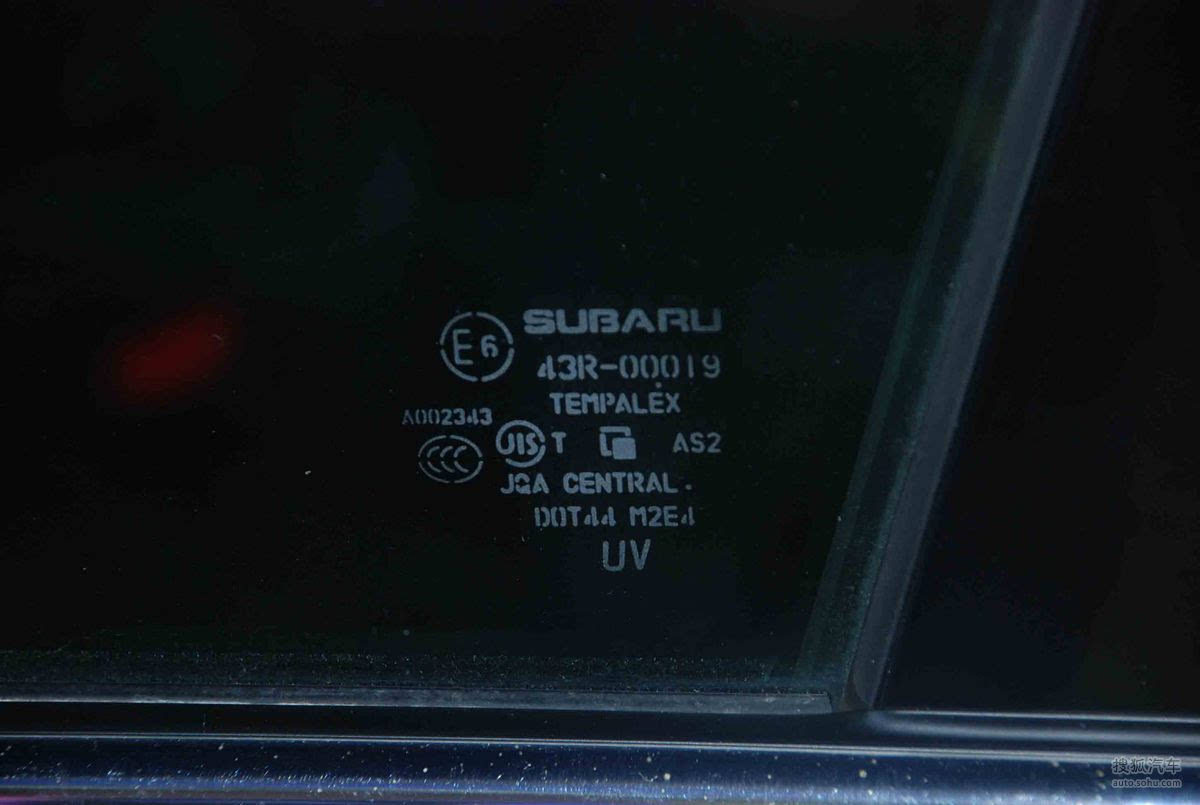 SUBARU
E6
43R-00019
TEMPALEX
A002343
CCC JIS T AS2
JQA CENTRAL.
DOT44 M2E4
UV
搜狐汽车
auto.sohu.com